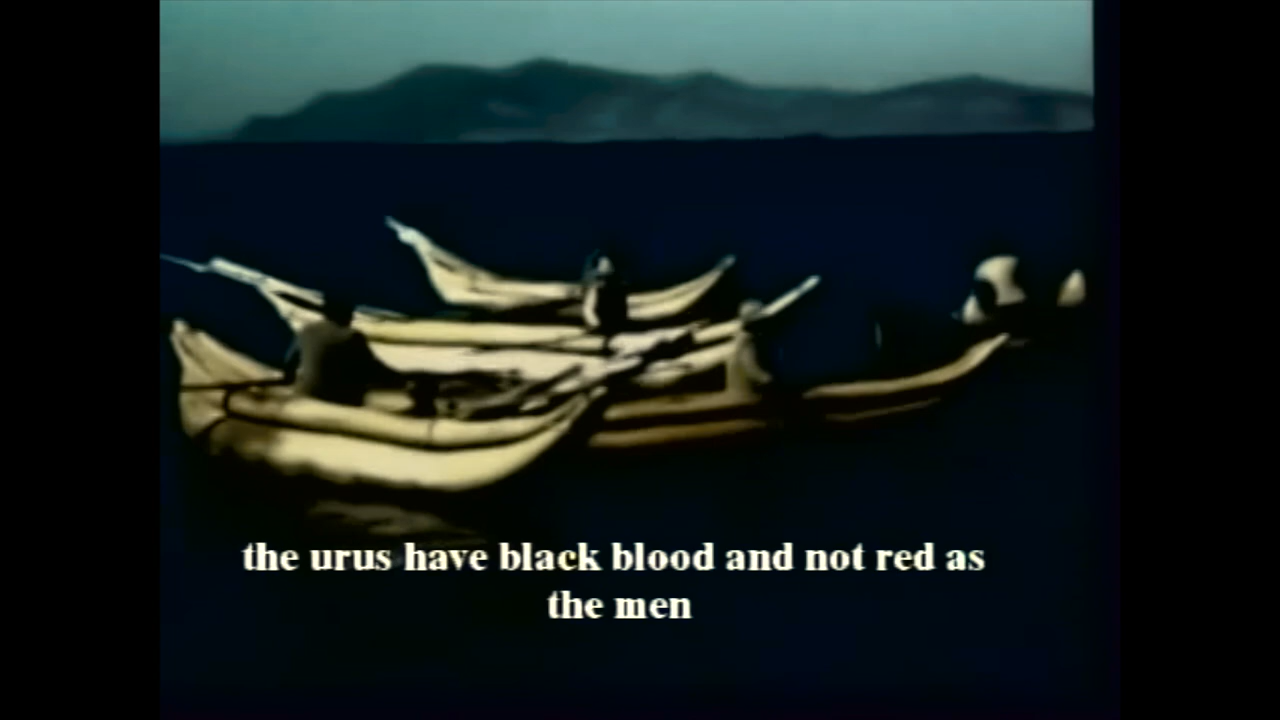 the urus have black blood and not red as
the men